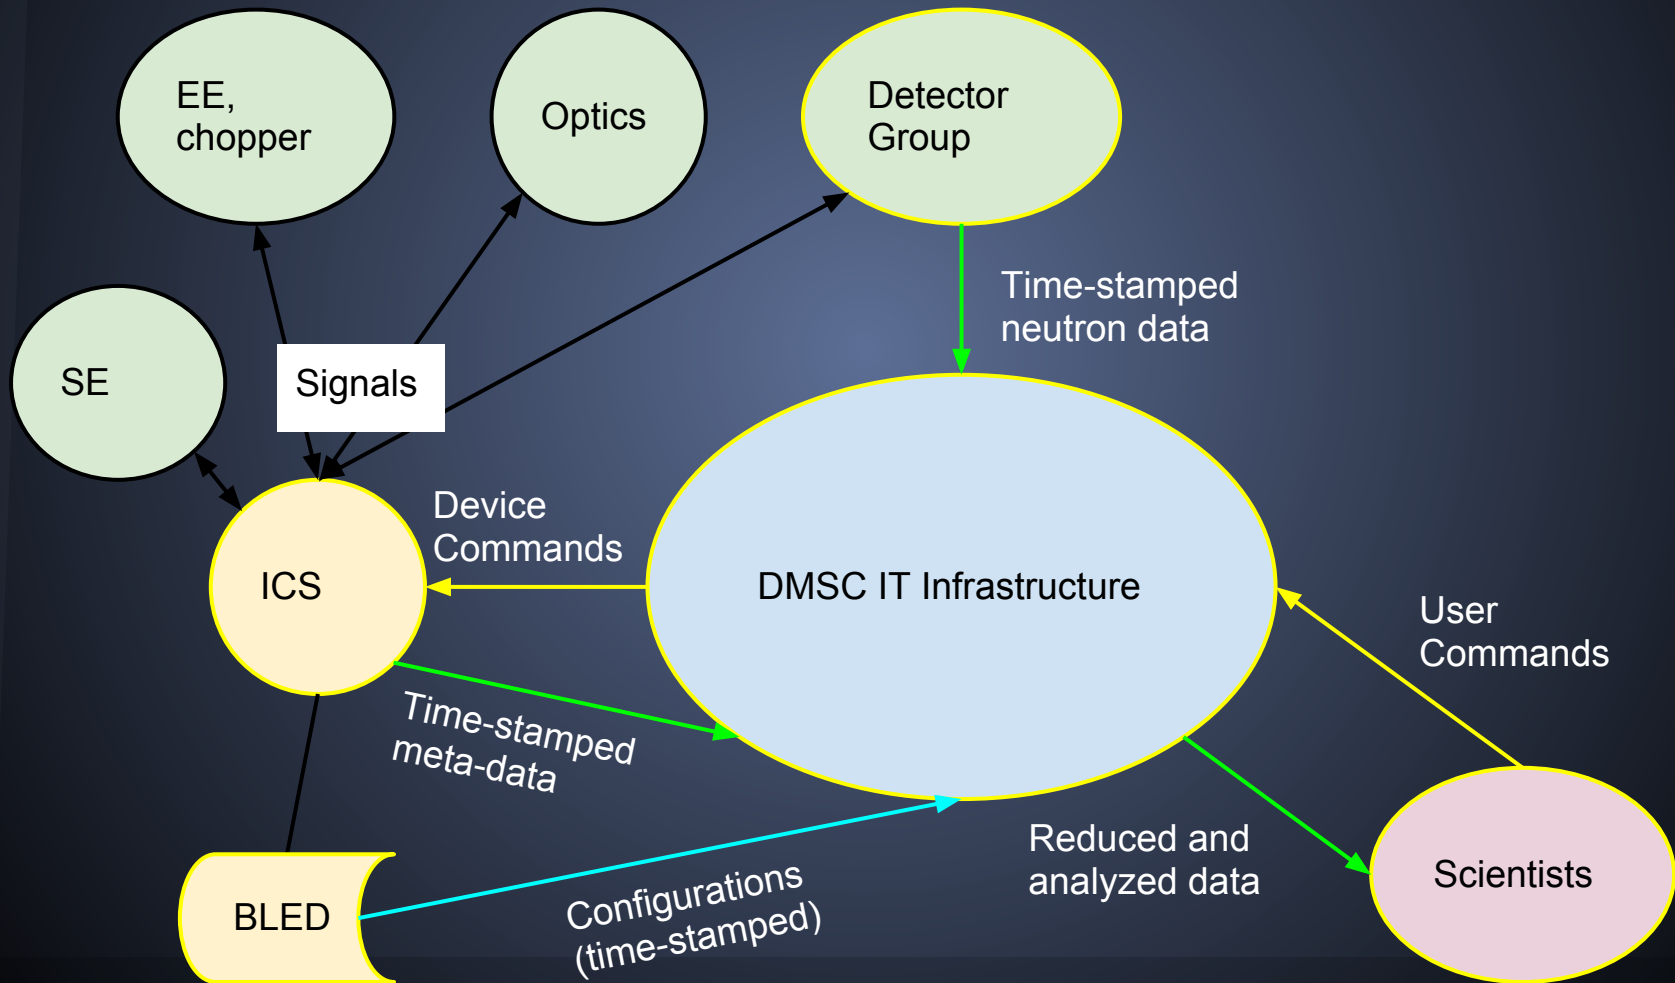 EE,
chopper
Optics
Detector
Group
Time-stamped
neutron data
SE
Signals
Device
Commands
ICS
DMSC IT Infrastructure
User
Commands
Time-stamped
meta-data
Reduced and
analyzed data
Scientists
BLED
Configurations
(time-stamped)